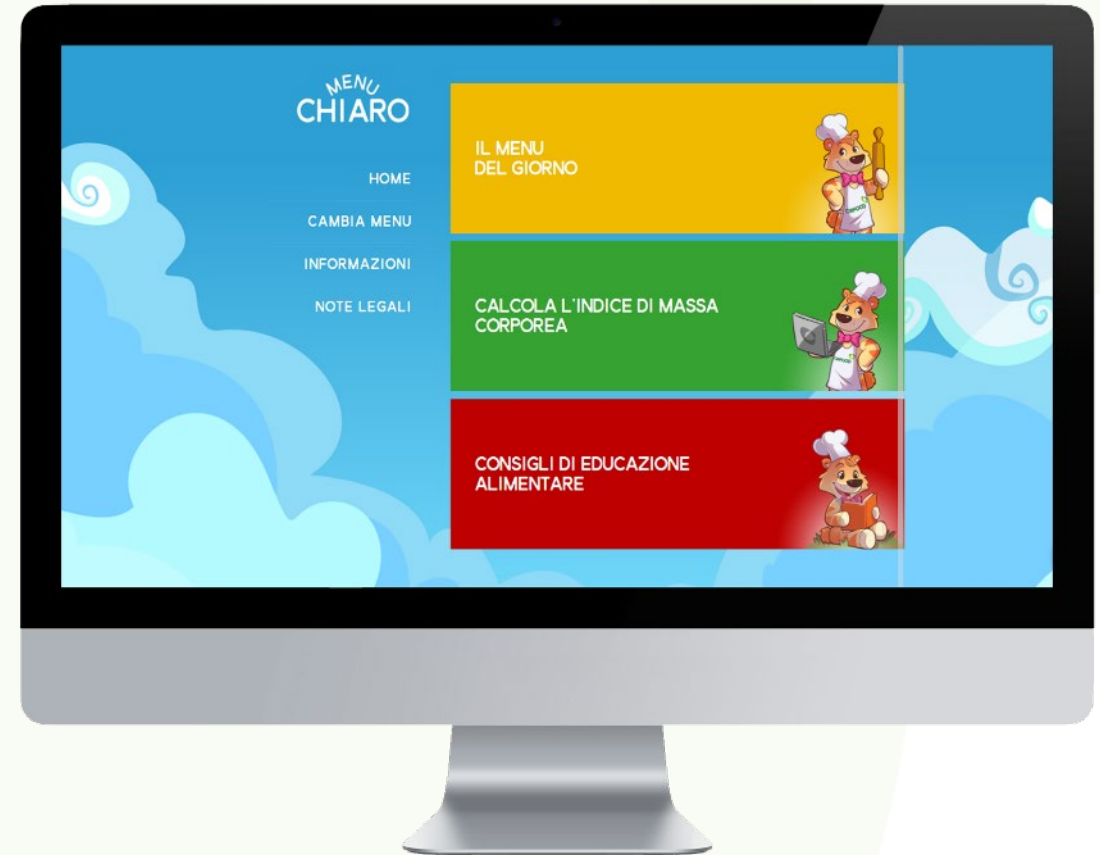 MENU
CHIARO
HOME
CAMBIA MENU
INFORMAZIONI
NOTE LEGALI
IL MENU
DEL GIORNO
CALCOLA L'INDICE DI MASSA
CORPOREA
CONSIGLI DI EDUCAZIONE
ALIMENTARE